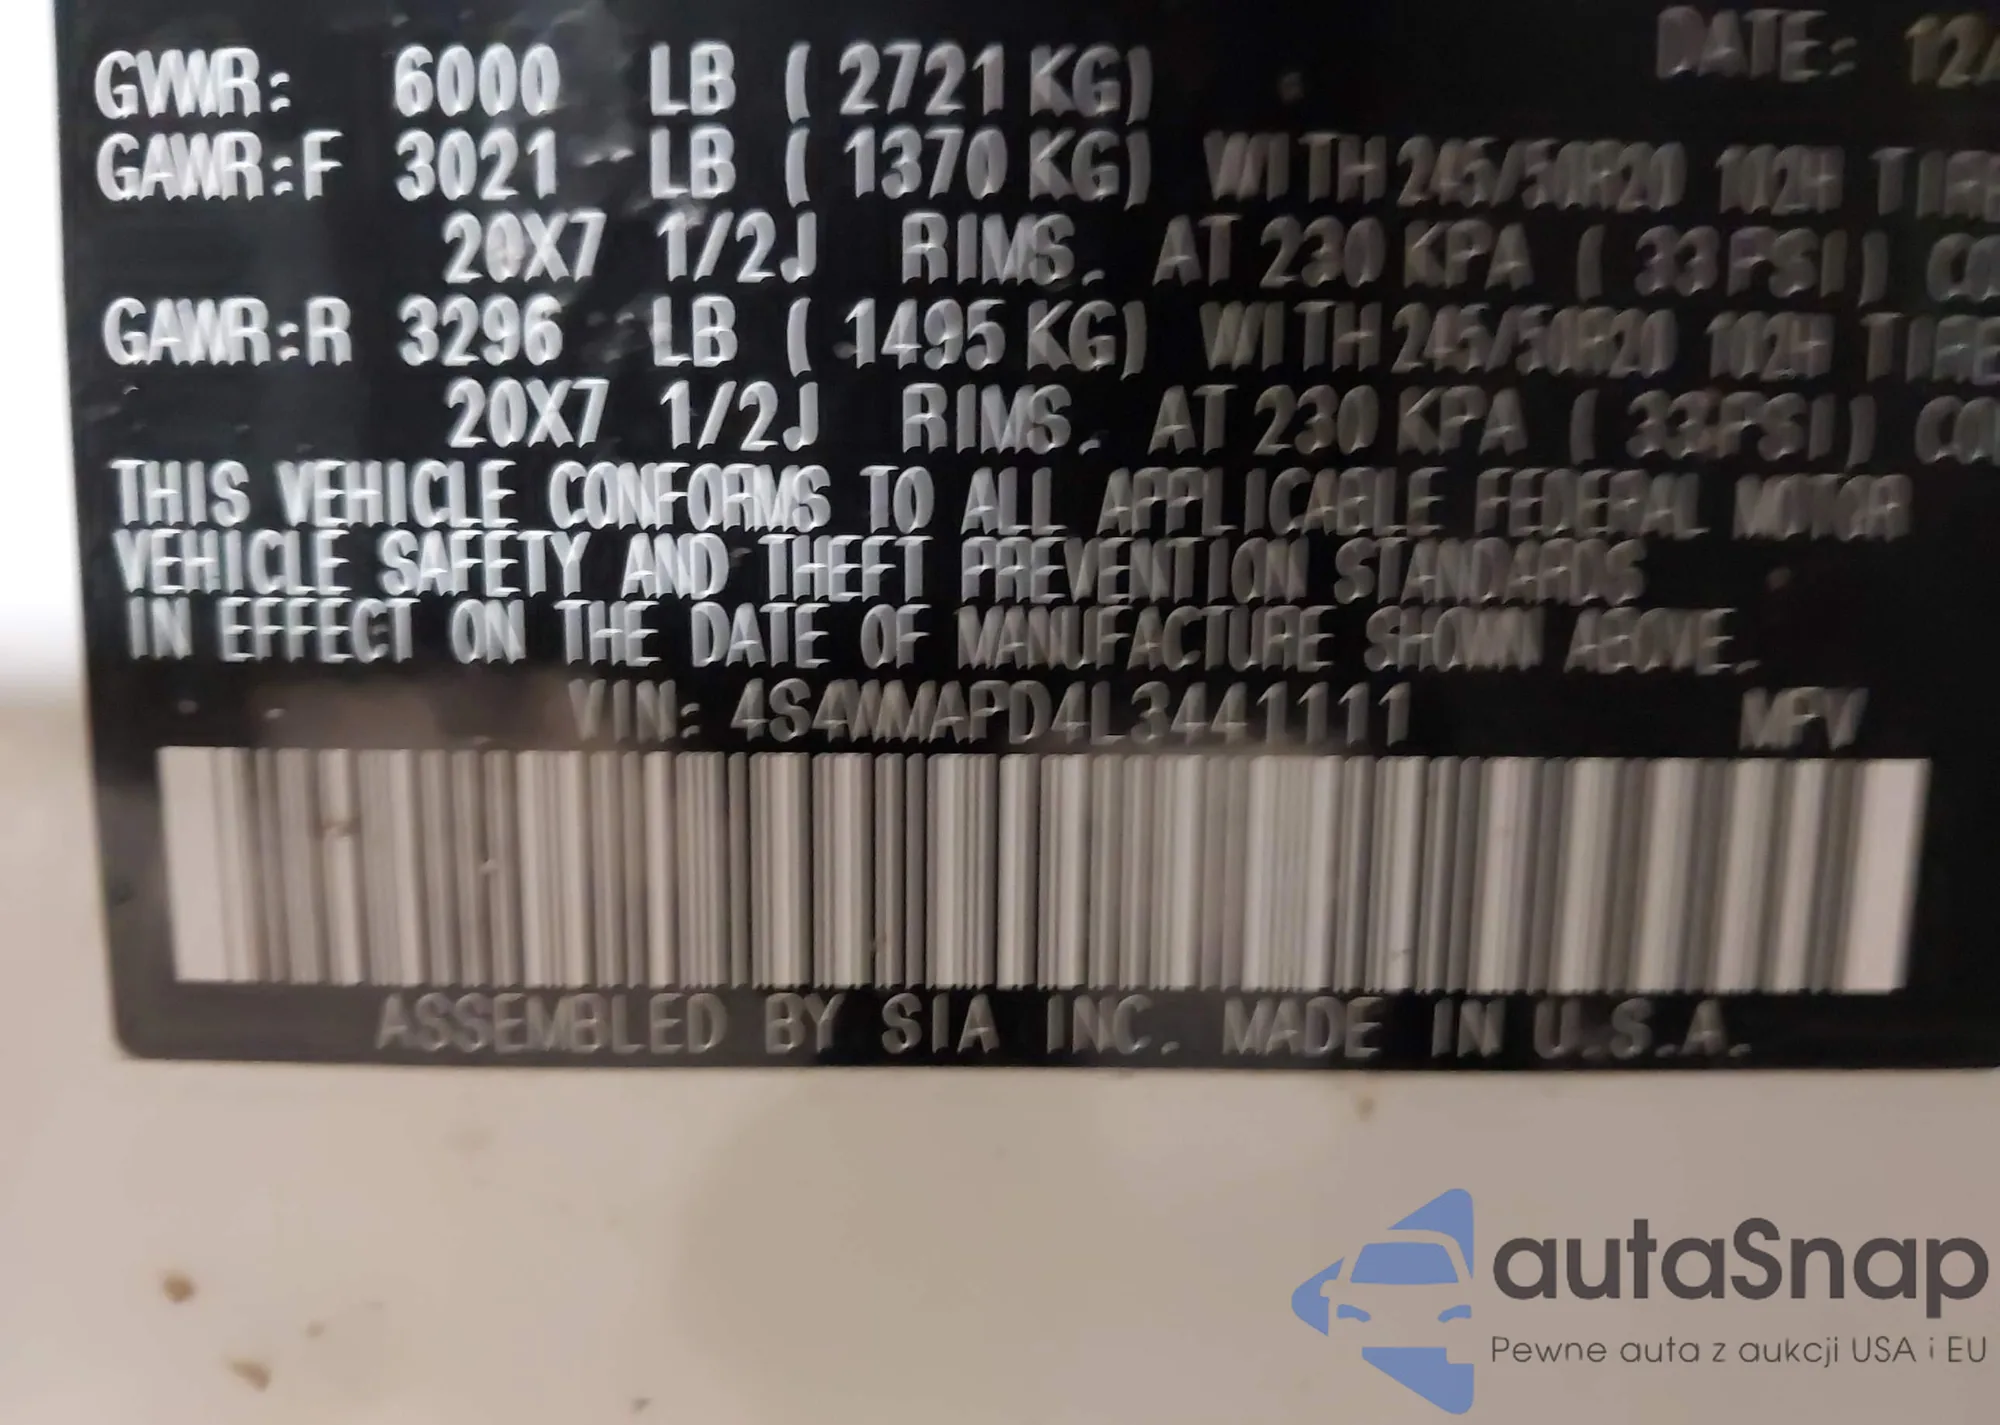 DATE: 12/
GVWR: 6000 LB ( 2721 KG)
GAWR:F 3021 LB ( 1370 KG) WITH 245/50R20 102H TIRE
20X7 1/2J RIMS. AT 230 KPA ( 33PSI) CO
GAWR:R 3296 LB ( 1495 KG) WITH 245/50R20 102H TIRE
20X7 1/2J RIMS. AT 230 KPA ( 33PSI) CO
THIS VEHICLE CONFORMS TO ALL APPLICABLE FEDERAL MOTOR
VEHICLE SAFETY AND THEFT PREVENTION STANDARDS
IN EFFECT ON THE DATE OF MANUFACTURE SHOWN ABOVE.
VIN: 4S4WMAPD4L3441111 MPV
ASSEMBLED BY SIA INC. MADE IN U.S.A.
autaSnap
Pewne auta z aukcji USA i EU